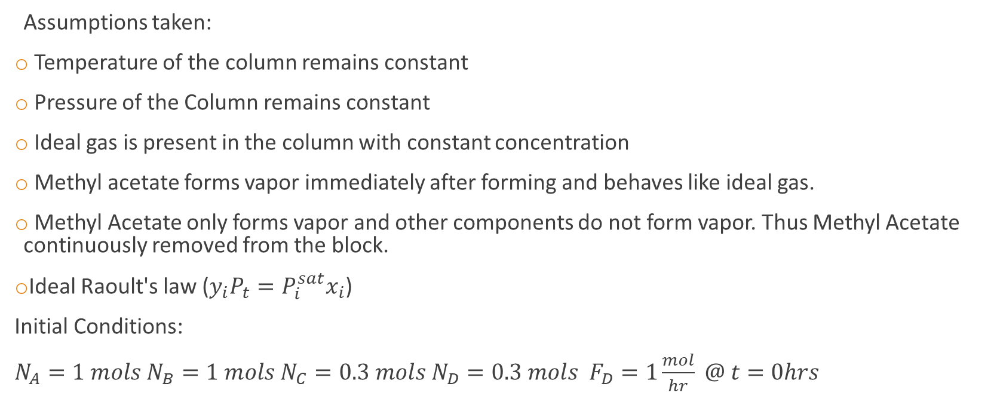 Assumptions taken:
o Temperature of the column remains constant
o Pressure of the Column remains constant
o Ideal gas is present in the column with constant concentration
o Methyl acetate forms vapor immediately after forming and behaves like ideal gas.
o Methyl Acetate only forms vapor and other components do not form vapor. Thus Methyl Acetate
continuously removed from the block.
oIdeal Raoult's law (y_i P_t = P_i^{sat} x_i)
Initial Conditions:
N_A = 1 mols N_B = 1 mols N_C = 0.3 mols N_D = 0.3 mols F_D = 1 \frac{mol}{hr} @ t = 0hrs